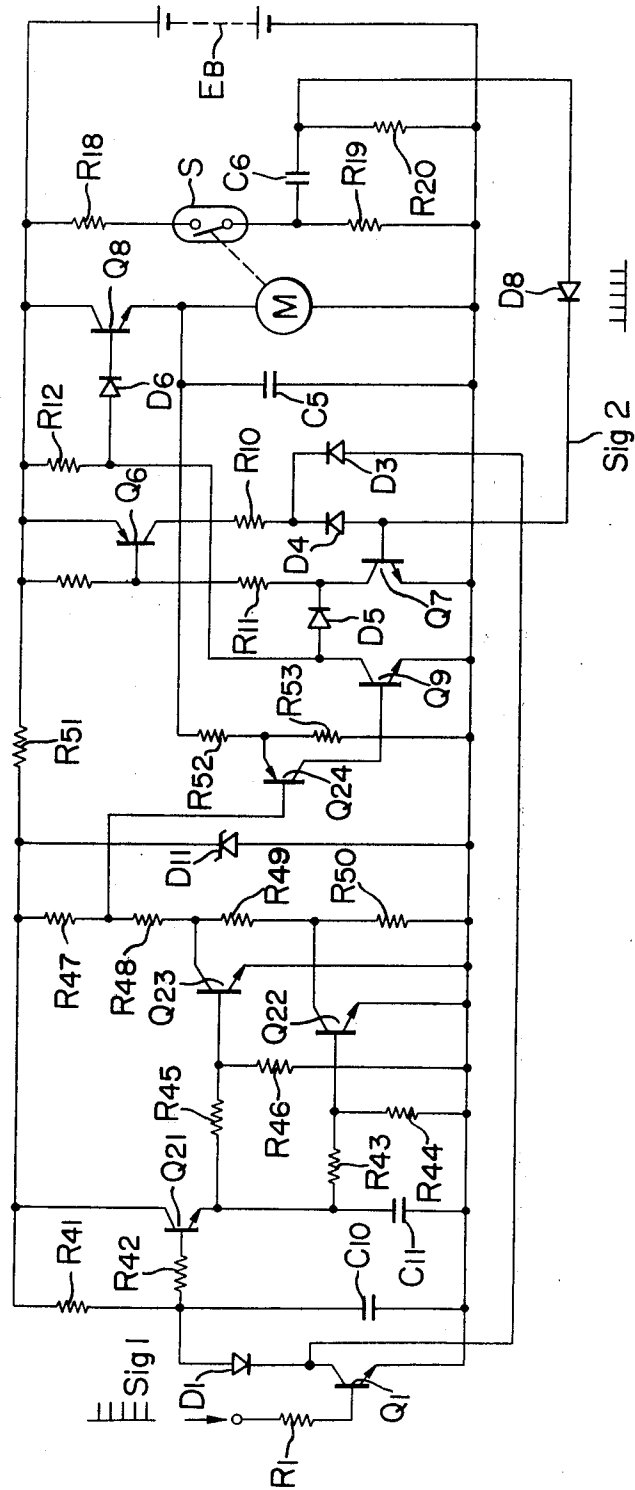 EB
R18
S
C6
R19
R20
Q8
M
D8
D6
C5
Sig 2
R12
Q6
R10
D3
D4
R11
D5
Q7
Q9
R51
R52
R53
Q24
D11
R47
R48
R49
R50
Q23
Q22
R45
R46
R43
R44
Q21
R41
R42
C10
C11
Sig 1
D1
Q1
R1